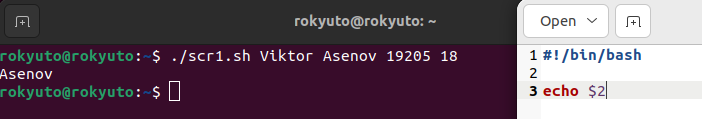 rokyuto@rokyuto: ~
rokyuto@rokyuto:~$ ./scr1.sh Viktor Asenov 19205 18
Asenov
rokyuto@rokyuto:~$
Open
1 #!/bin/bash
2
3 echo $2